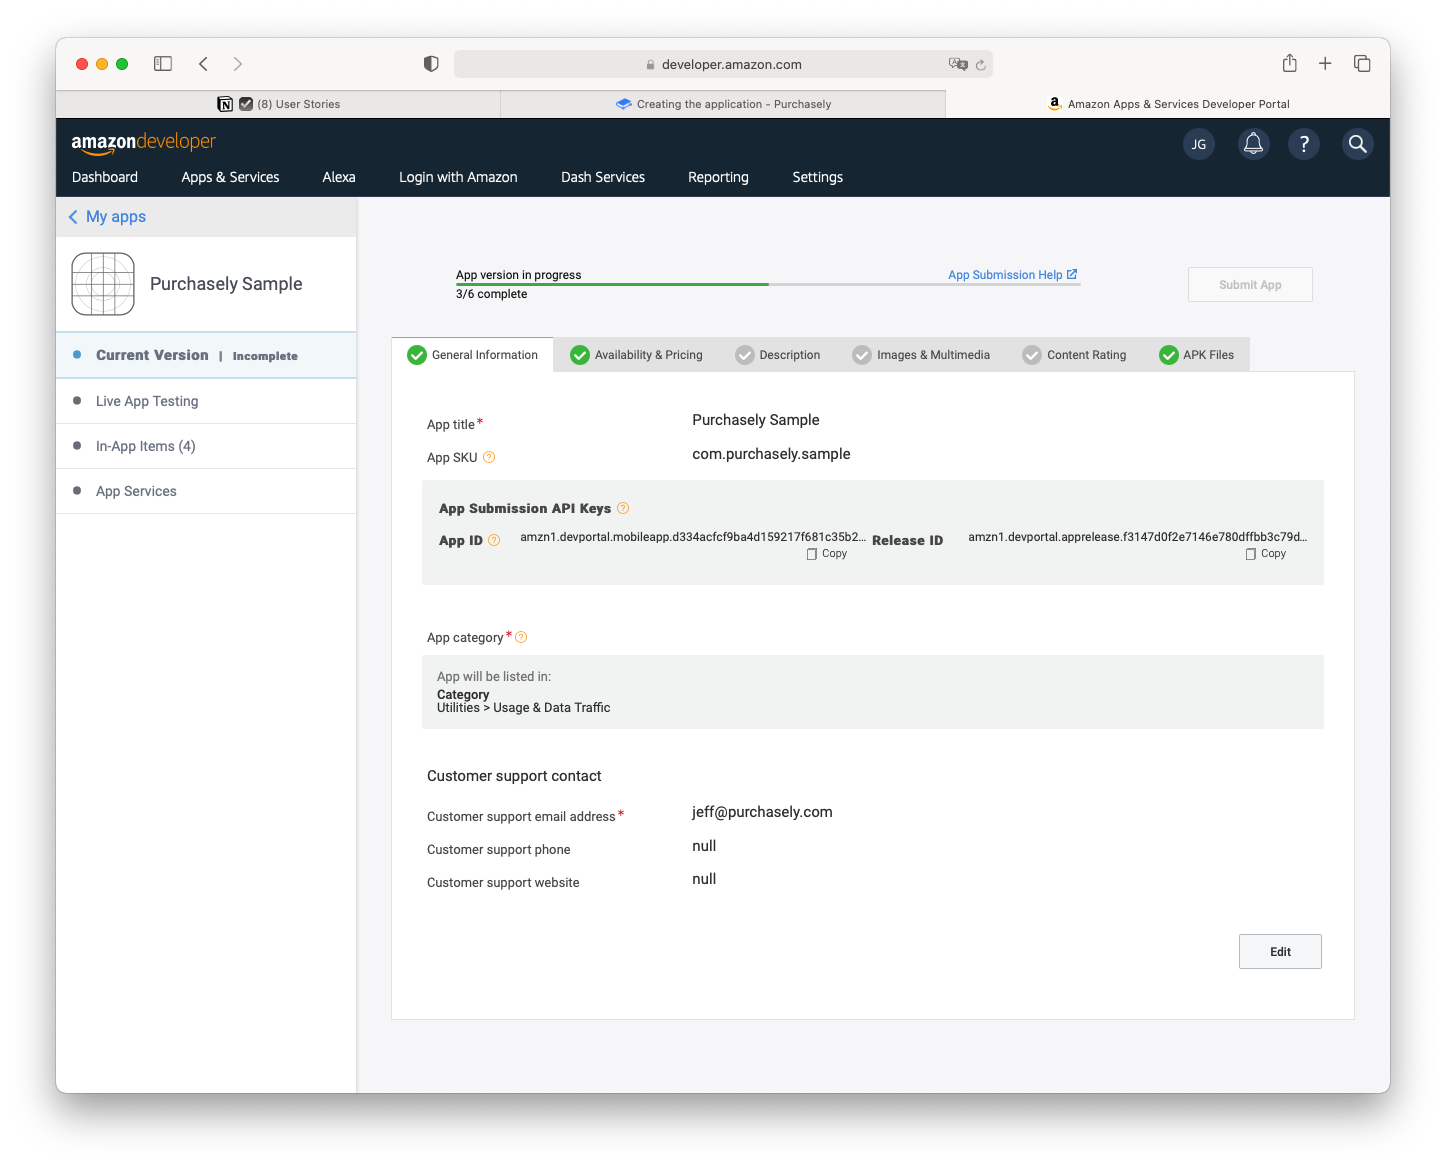 developer.amazon.com
(8) User Stories
Creating the application - Purchasely
Amazon Apps & Services Developer Portal
amazondeveloper
JG
?
Dashboard
Apps & Services
Alexa
Login with Amazon
Dash Services
Reporting
Settings
My apps
Purchasely Sample
Current Version | Incomplete
Live App Testing
In-App Items (4)
App Services
App version in progress
App Submission Help
3/6 complete
Submit App
General Information
Availability & Pricing
Description
Images & Multimedia
Content Rating
APK Files
App title* Purchasely Sample
App SKU ? com.purchasely.sample
App Submission API Keys ?
App ID ? amzn1.devportal.mobileapp.d334acfcf9ba4d159217f681c35b2...
Copy
Release ID amzn1.devportal.apprelease.f3147d0f2e7146e780dffbb3c79d...
Copy
App category* ?
App will be listed in:
Category
Utilities > Usage & Data Traffic
Customer support contact
Customer support email address* jeff@purchasely.com
Customer support phone null
Customer support website null
Edit